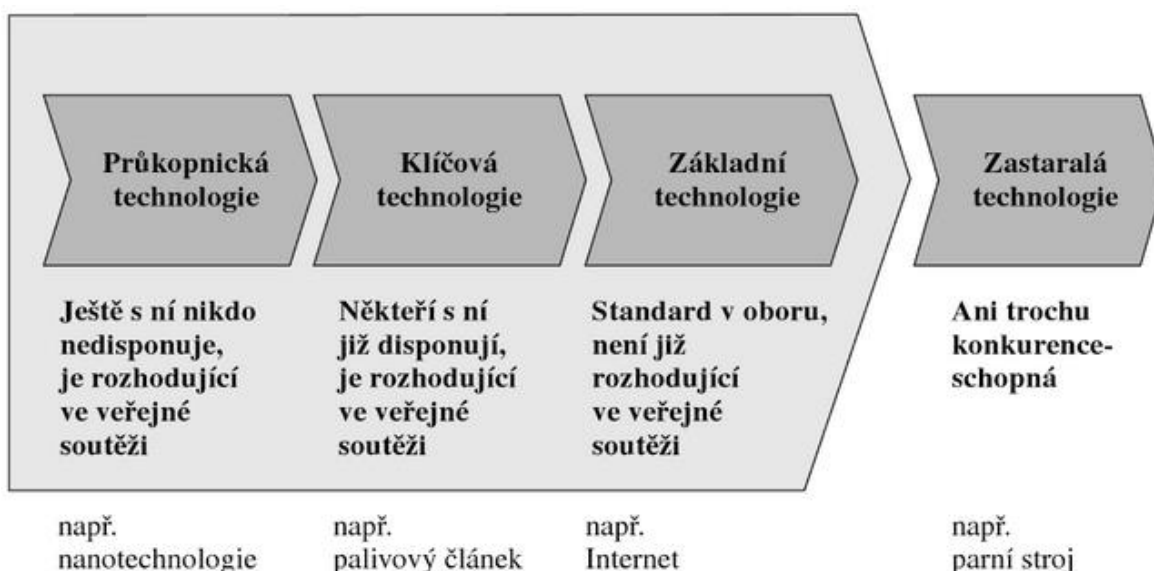 Průkopnická
technologie
Klíčová
technologie
Základní
technologie
Zastaralá
technologie
Ještě s ní nikdo
nedisponuje,
je rozhodující
ve veřejné
soutěži
Někteří s ní
již disponují,
je rozhodující
ve veřejné
soutěži
Standard v oboru,
není již
rozhodující
ve veřejné
soutěži
Ani trochu
konkurence-
schopná
např.
nanotechnologie
např.
palivový článek
např.
Internet
např.
parní stroj